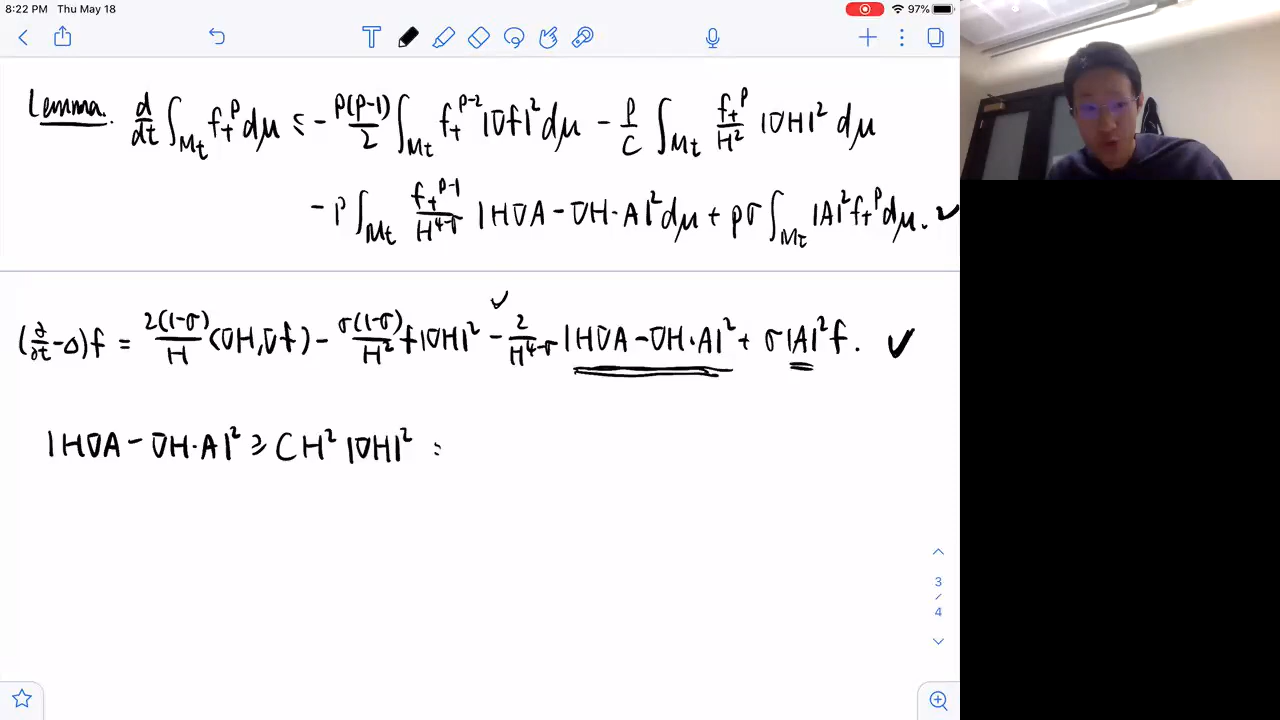 8:22 PM Thu May 18 97%
Lemma. d/dt ∫_{M_t} f_+^p dμ ≤ - p(p-1)/2 ∫_{M_t} f_+^{p-2} |∇f|² dμ - p/C ∫_{M_t} f_+^p/H² |∇H|² dμ
- p ∫_{M_t} f_+^{p-1}/H^{4-σ} |H∇A - ∇H·A|² dμ + pσ ∫_{M_t} |A|² f_+^p dμ. ✓
(∂/∂t - Δ)f = 2(1-σ)/H ⟨∇H, ∇f⟩ - σ(1-σ)/H² f|∇H|² - 2/H^{4-σ} |H∇A - ∇H·A|² + σ|A|² f. ✓
|H∇A - ∇H·A|² ≥ C H² |∇H|²
3
/
4